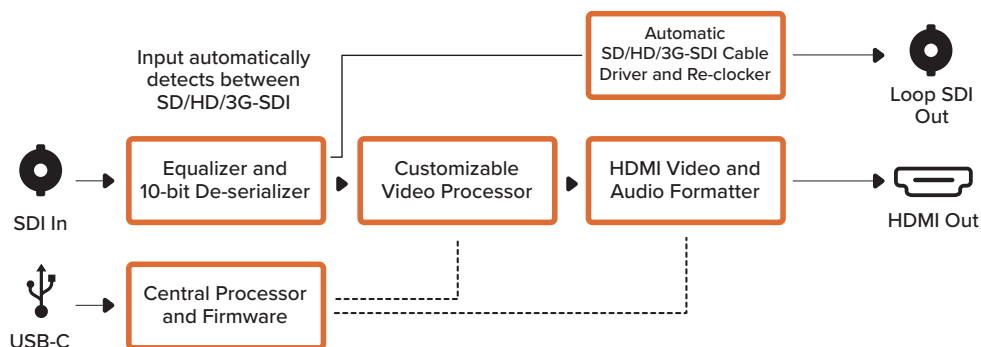 Input automatically
detects between
SD/HD/3G-SDI
Automatic
SD/HD/3G-SDI Cable
Driver and Re-clocker
Loop SDI
Out
SDI In
Equalizer and
10-bit De-serializer
Customizable
Video Processor
HDMI Video and
Audio Formatter
HDMI Out
USB-C
Central Processor
and Firmware